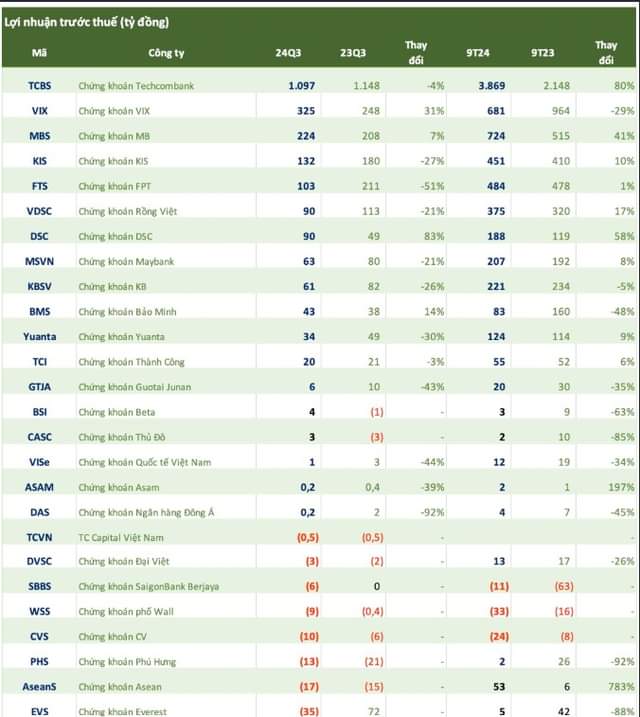 Lợi nhuận trước thuế (tỷ đồng)
Mã Công ty 24Q3 23Q3 Thay đổi 9T24 9T23 Thay đổi
TCBS Chứng khoán Techcombank 1.097 1.148 -4% 3.869 2.148 80%
VIX Chứng khoán VIX 325 248 31% 681 964 -29%
MBS Chứng khoán MB 224 208 7% 724 515 41%
KIS Chứng khoán KIS 132 180 -27% 451 410 10%
FTS Chứng khoán FPT 103 211 -51% 484 478 1%
VDSC Chứng khoán Rồng Việt 90 113 -21% 375 320 17%
DSC Chứng khoán DSC 90 49 83% 188 119 58%
MSVN Chứng khoán Maybank 63 80 -21% 207 192 8%
KBSV Chứng khoán KB 61 82 -26% 221 234 -5%
BMS Chứng khoán Bảo Minh 43 38 14% 83 160 -48%
Yuanta Chứng khoán Yuanta 34 49 -30% 124 114 9%
TCI Chứng khoán Thành Công 20 21 -3% 55 52 6%
GTJA Chứng khoán Guotai Junan 6 10 -43% 20 30 -35%
BSI Chứng khoán Beta 4 (1) - 3 9 -63%
CASC Chứng khoán Thủ Đô 3 (3) - 2 10 -85%
VISe Chứng khoán Quốc tế Việt Nam 1 3 -44% 12 19 -34%
ASAM Chứng khoán Asam 0,2 0,4 -39% 2 1 197%
DAS Chứng khoán Ngân hàng Đông Á 0,2 2 -92% 4 7 -45%
TCVN TC Capital Việt Nam (0,5) (0,5) - -
DVSC Chứng khoán Đại Việt (3) (2) - 13 17 -26%
SBBS Chứng khoán SaigonBank Berjaya (6) 0 - (11) (63) -
WSS Chứng khoán phố Wall (9) (0,4) - (33) (16) -
CVS Chứng khoán CV (10) (6) - (24) (8) -
PHS Chứng khoán Phú Hưng (13) (21) - 2 26 -92%
AseanS Chứng khoán Asean (17) (15) - 53 6 783%
EVS Chứng khoán Everest (35) 72 - 5 42 -88%